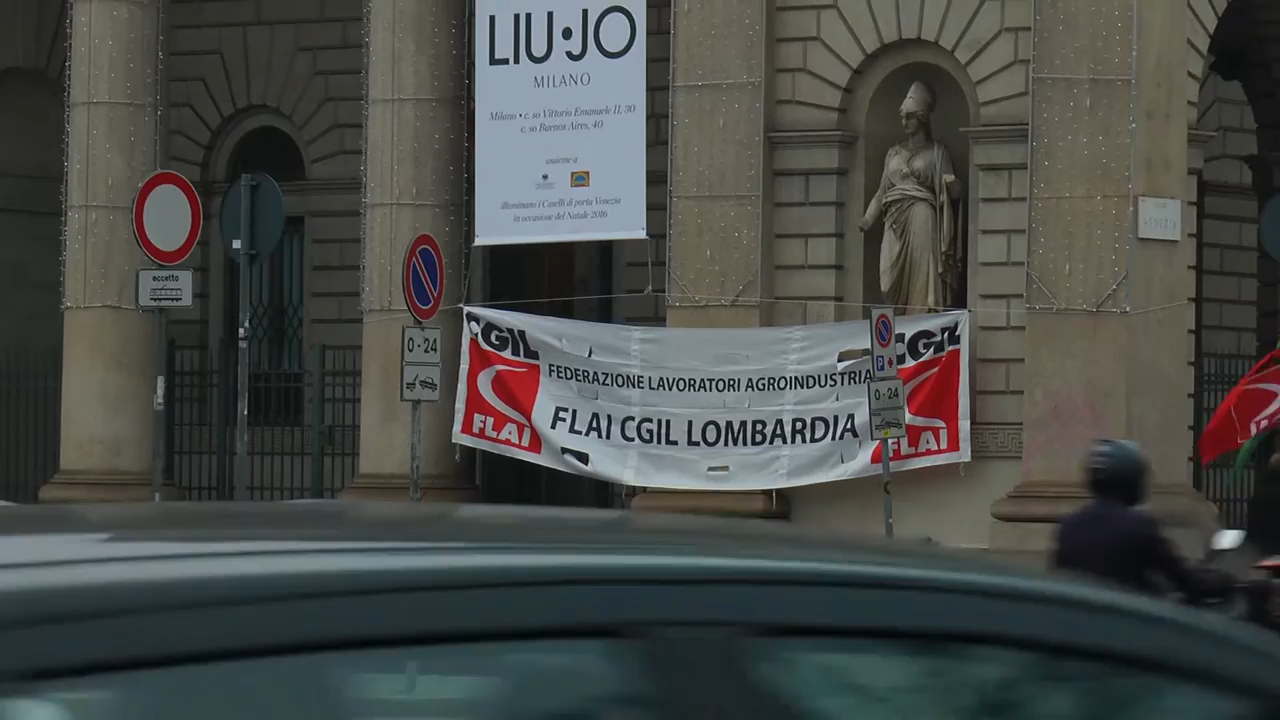 LIU·JO
MILANO
Milano • c. so Vittorio Emanuele II, 30
c. so Buenos Aires, 40
assieme a
illuminano i Caselli di porta Venezia
in occasione del Natale 2016
eccetto
0-24
CGIL
FLAI
FEDERAZIONE LAVORATORI AGROINDUSTRIA
FLAI CGIL LOMBARDIA
CGIL
FLAI
P
0-24
VENEZIA